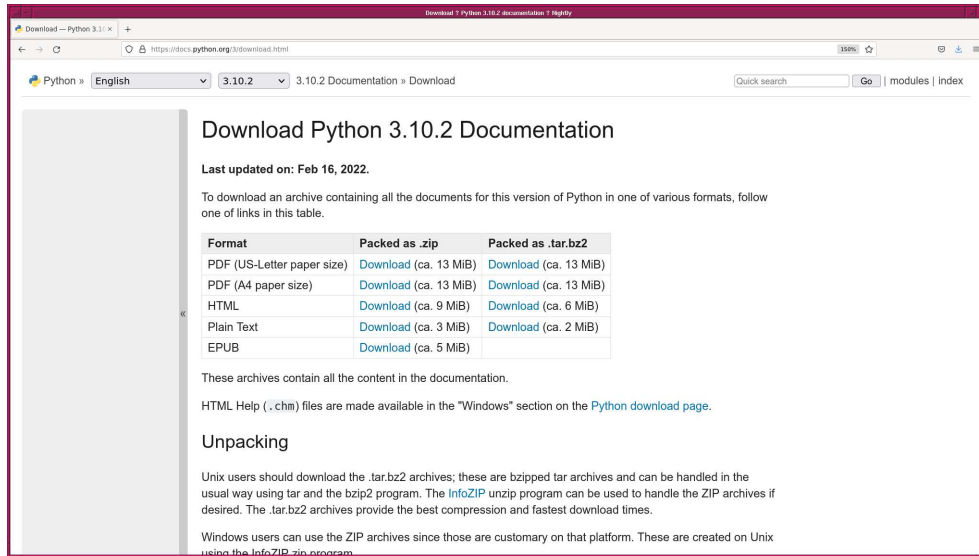 Download ? Python 3.10.2 documentation ? Nightly
Download — Python 3.10
https://docs.python.org/3/download.html
150%
Python » English 3.10.2 3.10.2 Documentation » Download Quick search Go | modules | index
Download Python 3.10.2 Documentation
Last updated on: Feb 16, 2022.
To download an archive containing all the documents for this version of Python in one of various formats, follow
one of links in this table.
Format Packed as .zip Packed as .tar.bz2
PDF (US-Letter paper size) Download (ca. 13 MiB) Download (ca. 13 MiB)
PDF (A4 paper size) Download (ca. 13 MiB) Download (ca. 13 MiB)
HTML Download (ca. 9 MiB) Download (ca. 6 MiB)
Plain Text Download (ca. 3 MiB) Download (ca. 2 MiB)
EPUB Download (ca. 5 MiB)
«
These archives contain all the content in the documentation.
HTML Help (.chm) files are made available in the "Windows" section on the Python download page.
Unpacking
Unix users should download the .tar.bz2 archives; these are bzipped tar archives and can be handled in the
usual way using tar and the bzip2 program. The InfoZIP unzip program can be used to handle the ZIP archives if
desired. The .tar.bz2 archives provide the best compression and fastest download times.
Windows users can use the ZIP archives since those are customary on that platform. These are created on Unix
using the InfoZIP zip program.